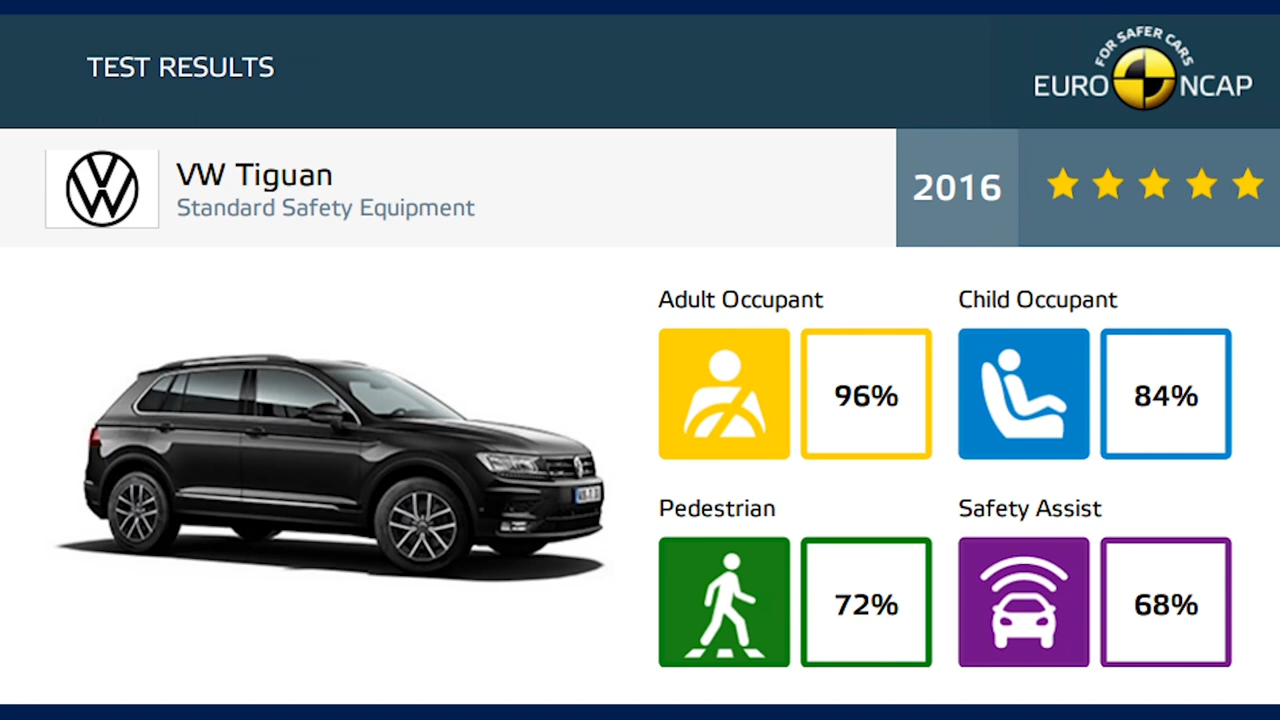 TEST RESULTS
FOR SAFER CARS
EURO NCAP
VW Tiguan
Standard Safety Equipment
2016
Adult Occupant
Child Occupant
96%
84%
Pedestrian
Safety Assist
72%
68%